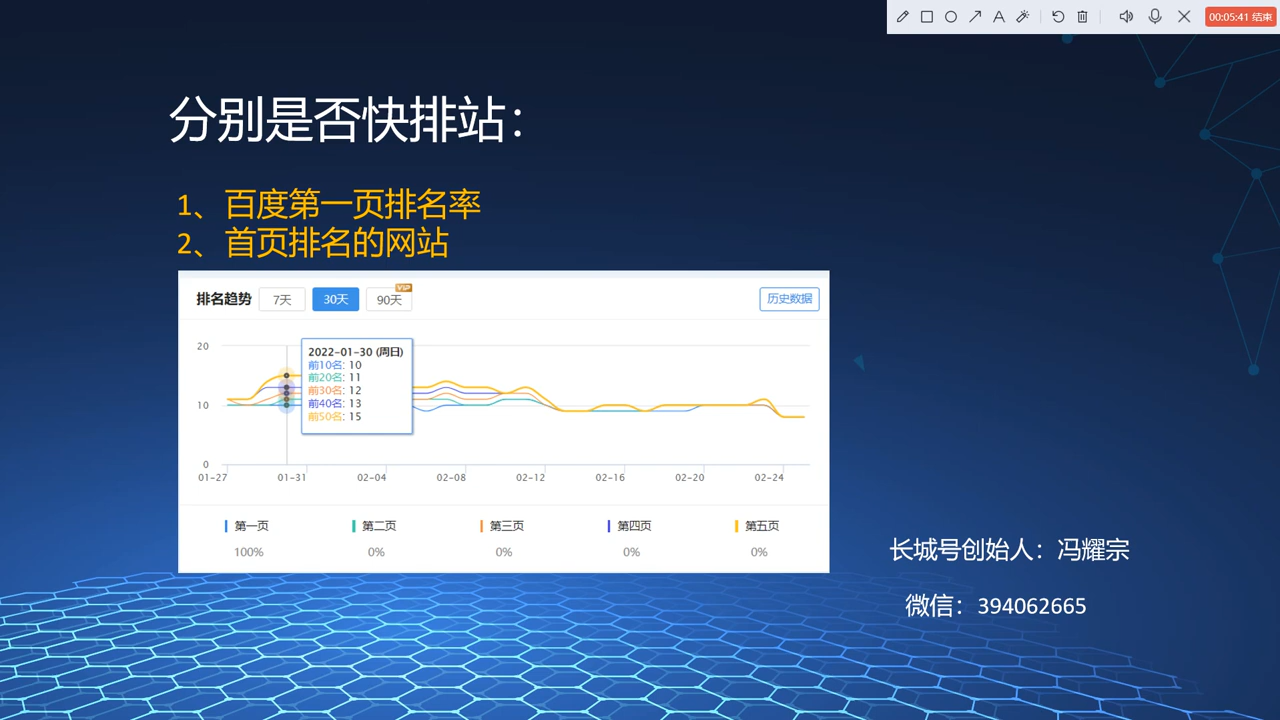 00:05:41 结束
分别是否快排站：
1、百度第一页排名率
2、首页排名的网站
排名趋势 7天 30天 90天 VIP 历史数据
20
10
0
2022-01-30 (周日)
前10名: 10
前20名: 11
前30名: 12
前40名: 13
前50名: 15
01-27 01-31 02-04 02-08 02-12 02-16 02-20 02-24
第一页 第二页 第三页 第四页 第五页
100% 0% 0% 0% 0%
长城号创始人：冯耀宗
微信：394062665